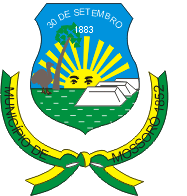 30 DE SETEMBRO
1883
MUNICÍPIO DE MOSSORÓ 1852